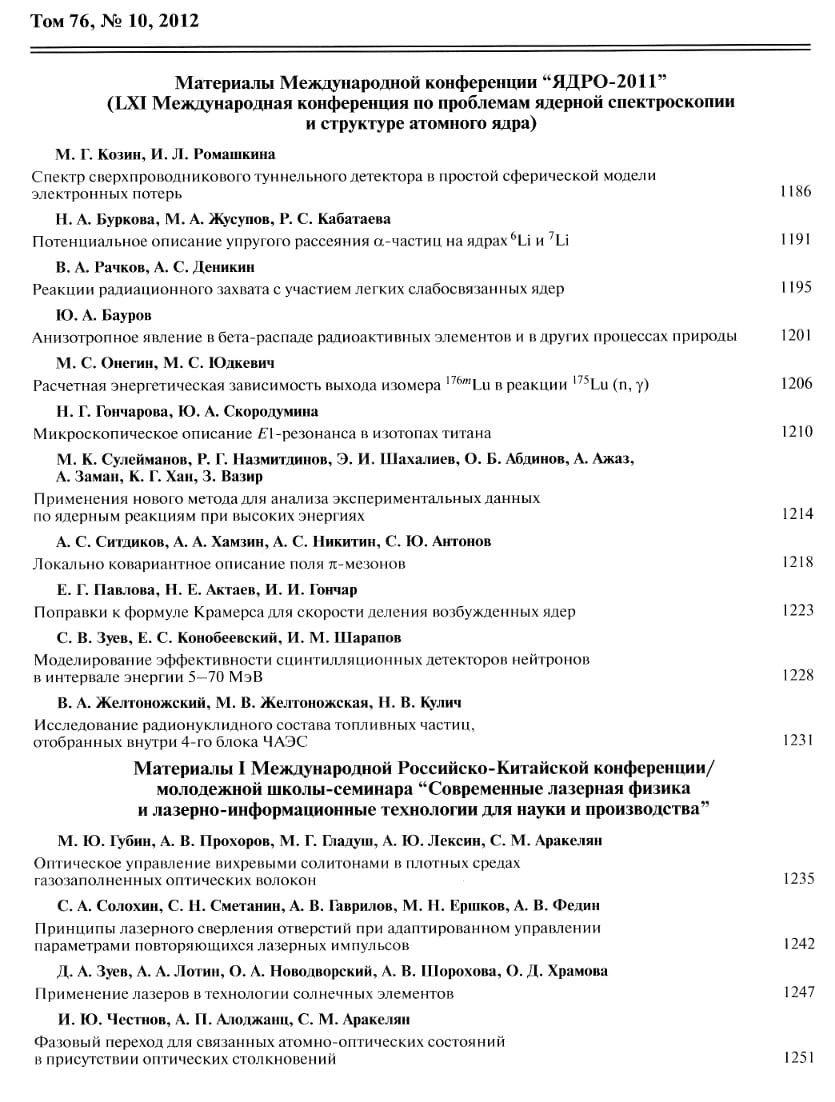 Том 76, № 10, 2012
Материалы Международной конференции “ЯДРО-2011”
(LXI Международная конференция по проблемам ядерной спектроскопии
и структуре атомного ядра)
М. Г. Козин, И. Л. Ромашкина
Спектр сверхпроводникового туннельного детектора в простой сферической модели
электронных потерь 1186
Н. А. Буркова, М. А. Жусупов, Р. С. Кабатаева
Потенциальное описание упругого рассеяния α-частиц на ядрах ⁶Li и ⁷Li 1191
В. А. Рачков, А. С. Деникин
Реакции радиационного захвата с участием легких слабосвязанных ядер 1195
Ю. А. Бауров
Анизотропное явление в бета-распаде радиоактивных элементов и в других процессах природы 1201
М. С. Онегин, М. С. Юдкевич
Расчетная энергетическая зависимость выхода изомера ¹⁷⁶ᵐLu в реакции ¹⁷⁵Lu (n, γ) 1206
Н. Г. Гончарова, Ю. А. Скородумина
Микроскопическое описание E1-резонанса в изотопах титана 1210
М. К. Сулейманов, Р. Г. Назмитдинов, Э. И. Шахалиев, О. Б. Абдинов, А. Ажаз,
А. Заман, К. Г. Хан, З. Вазир
Применения нового метода для анализа экспериментальных данных
по ядерным реакциям при высоких энергиях 1214
А. С. Ситдиков, А. А. Хамзин, А. С. Никитин, С. Ю. Антонов
Локально ковариантное описание поля π-мезонов 1218
Е. Г. Павлова, Н. Е. Актаев, И. И. Гончар
Поправки к формуле Крамерса для скорости деления возбужденных ядер 1223
С. В. Зуев, Е. С. Конобеевский, И. М. Шарапов
Моделирование эффективности сцинтилляционных детекторов нейтронов
в интервале энергии 5–70 МэВ 1228
В. А. Желтоножский, М. В. Желтоножская, Н. В. Кулич
Исследование радионуклидного состава топливных частиц,
отобранных внутри 4-го блока ЧАЭС 1231
Материалы I Международной Российско-Китайской конференции/
молодежной школы-семинара “Современные лазерная физика
и лазерно-информационные технологии для науки и производства”
М. Ю. Губин, А. В. Прохоров, М. Г. Гладуш, А. Ю. Лексин, С. М. Аракелян
Оптическое управление вихревыми солитонами в плотных средах
газозаполненных оптических волокон 1235
С. А. Солохин, С. Н. Сметанин, А. В. Гаврилов, М. Н. Ершков, А. В. Федин
Принципы лазерного сверления отверстий при адаптированном управлении
параметрами повторяющихся лазерных импульсов 1242
Д. А. Зуев, А. А. Лотин, О. А. Новодворский, А. В. Шорохова, О. Д. Храмова
Применение лазеров в технологии солнечных элементов 1247
И. Ю. Честнов, А. П. Алоджанц, С. М. Аракелян
Фазовый переход для связанных атомно-оптических состояний
в присутствии оптических столкновений 1251